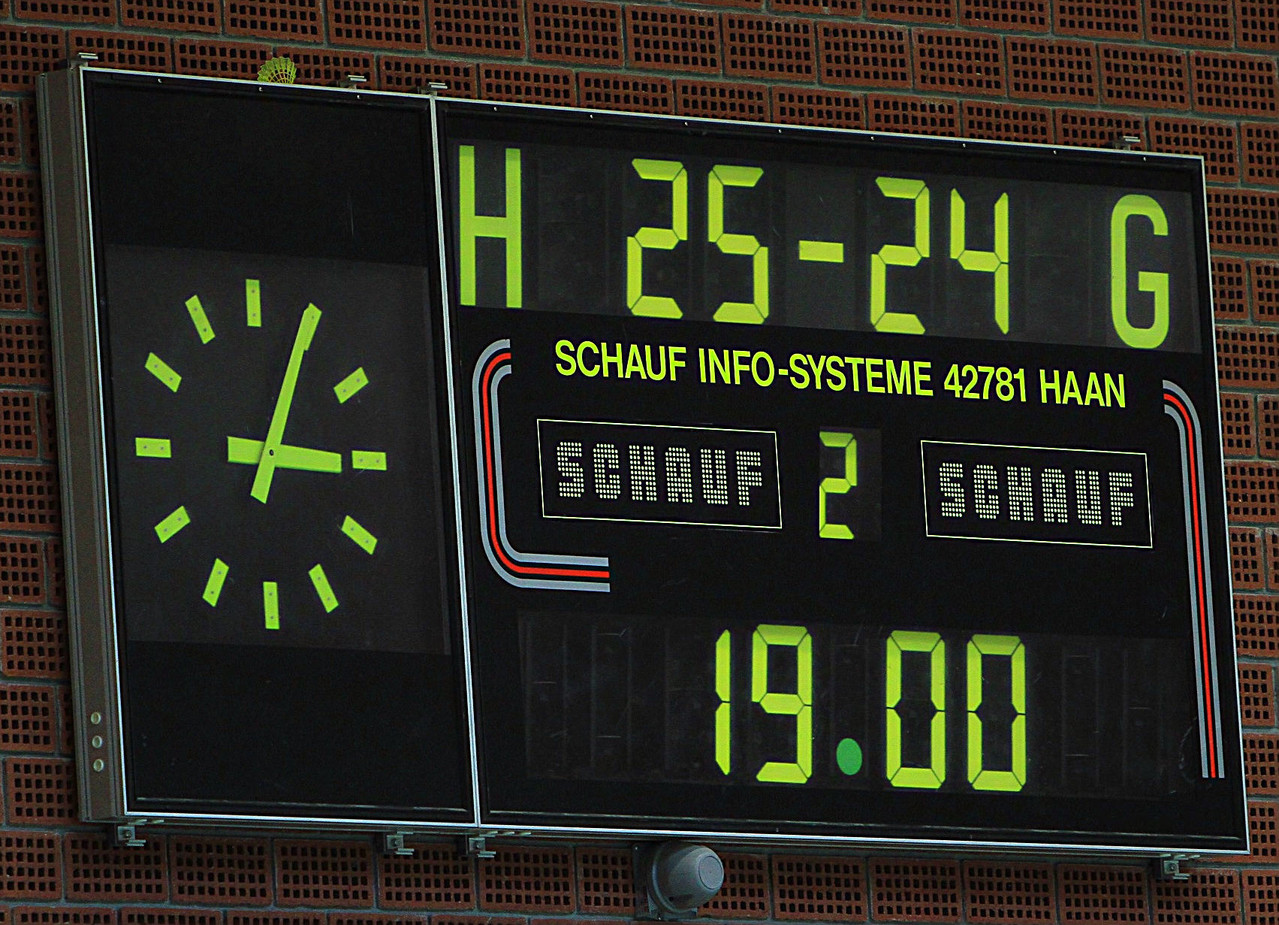 H 25-24 G
SCHAUF INFO-SYSTEME 42781 HAAN
SCHAUF 2 SCHAUF
19.00